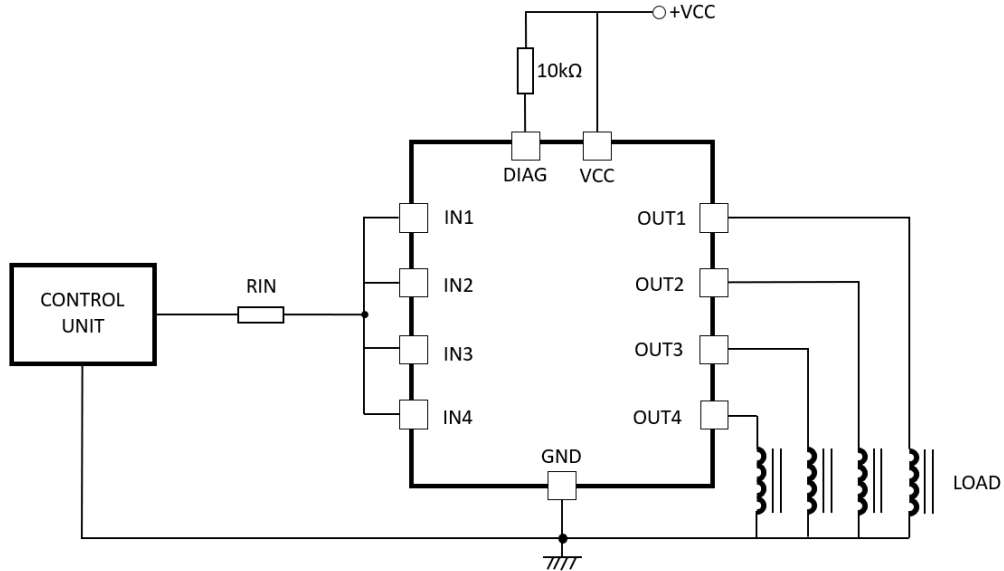 +VCC
10kΩ
DIAG
VCC
IN1
OUT1
IN2
OUT2
RIN
CONTROL
UNIT
IN3
OUT3
IN4
OUT4
GND
LOAD